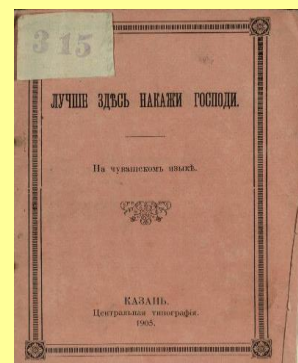 315
ЛУЧШЕ ЗДѢСЬ НАКАЖИ ГОСПОДИ.
На чувашскомъ языкѣ.
КАЗАНЬ.
Центральная типографія.
1905.